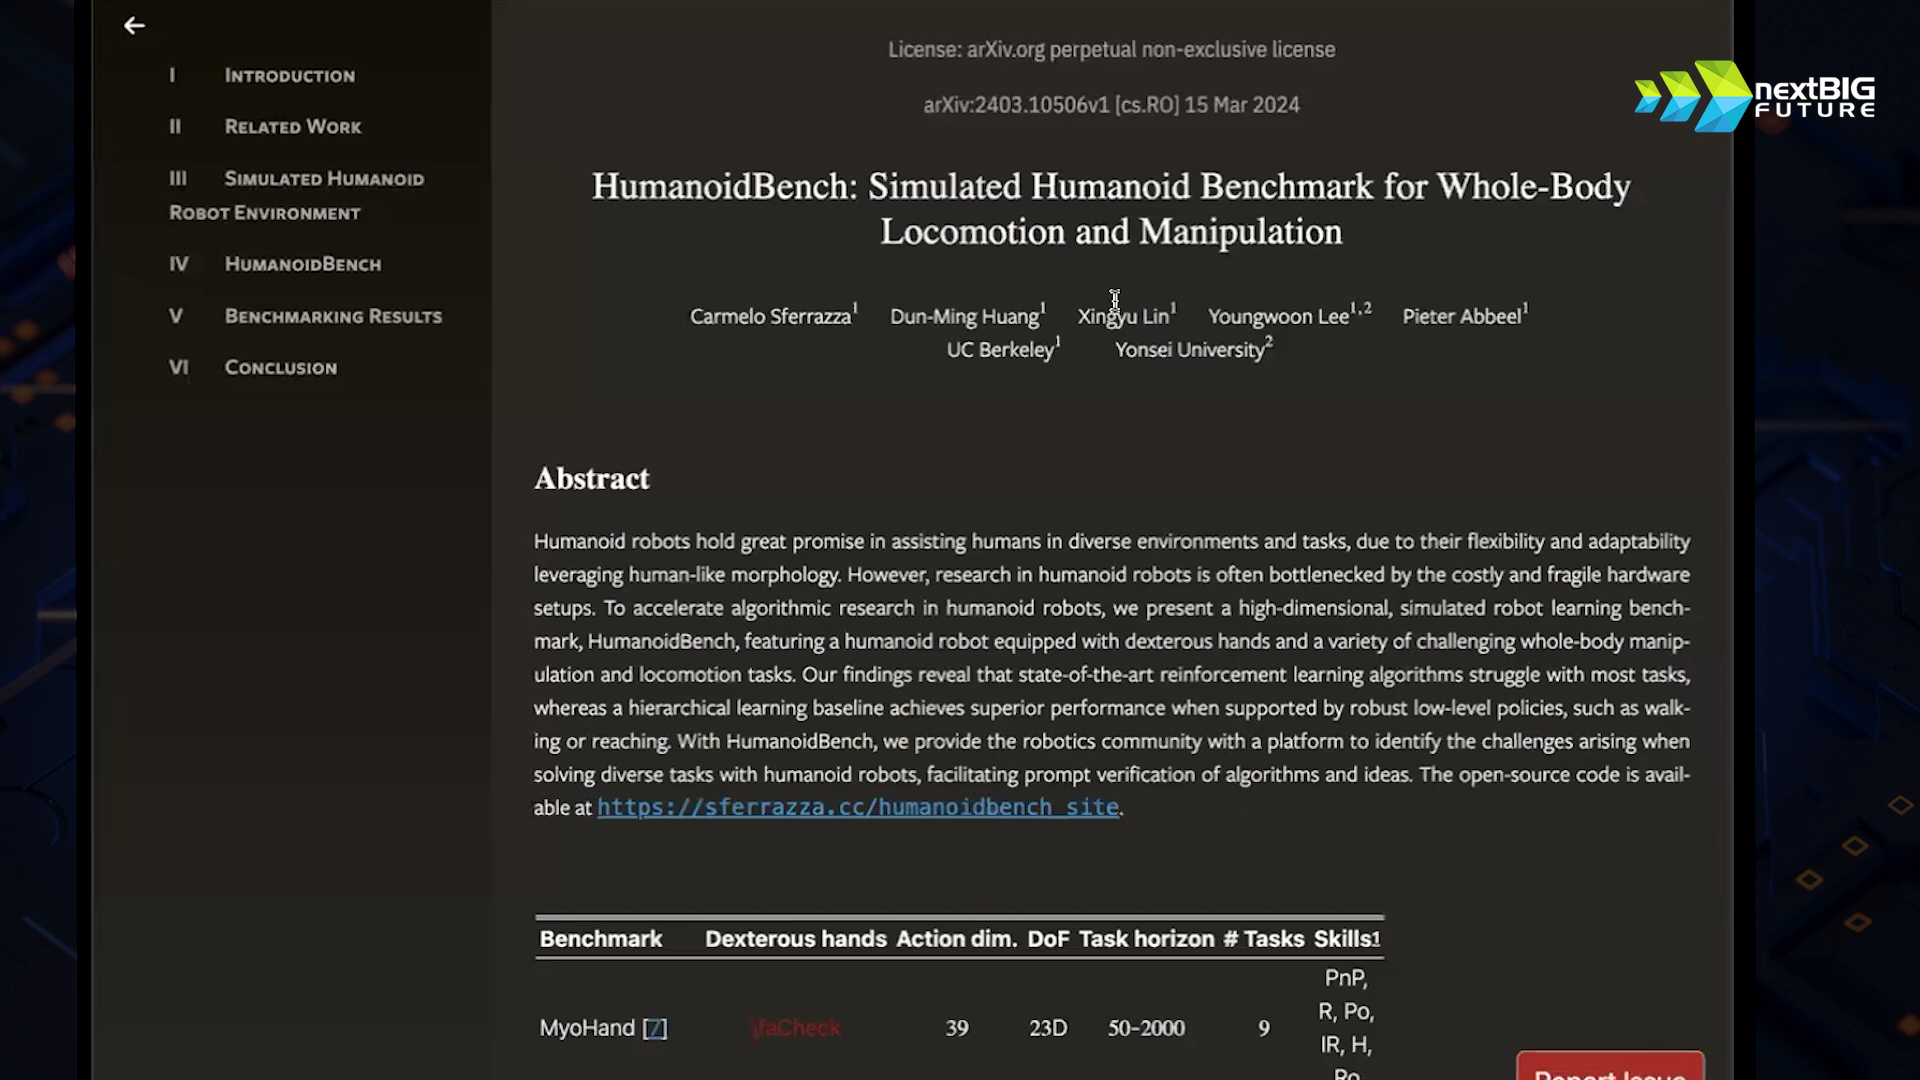 I INTRODUCTION
II RELATED WORK
III SIMULATED HUMANOID
ROBOT ENVIRONMENT
IV HUMANOIDBENCH
V BENCHMARKING RESULTS
VI CONCLUSION
License: arXiv.org perpetual non-exclusive license
arXiv:2403.10506v1 [cs.RO] 15 Mar 2024
nextBIG
FUTURE
HumanoidBench: Simulated Humanoid Benchmark for Whole-Body
Locomotion and Manipulation
Carmelo Sferrazza1 Dun-Ming Huang1 Xingyu Lin1 Youngwoon Lee1,2 Pieter Abbeel1
UC Berkeley1 Yonsei University2
Abstract
Humanoid robots hold great promise in assisting humans in diverse environments and tasks, due to their flexibility and adaptability
leveraging human-like morphology. However, research in humanoid robots is often bottlenecked by the costly and fragile hardware
setups. To accelerate algorithmic research in humanoid robots, we present a high-dimensional, simulated robot learning bench-
mark, HumanoidBench, featuring a humanoid robot equipped with dexterous hands and a variety of challenging whole-body manip-
ulation and locomotion tasks. Our findings reveal that state-of-the-art reinforcement learning algorithms struggle with most tasks,
whereas a hierarchical learning baseline achieves superior performance when supported by robust low-level policies, such as walk-
ing or reaching. With HumanoidBench, we provide the robotics community with a platform to identify the challenges arising when
solving diverse tasks with humanoid robots, facilitating prompt verification of algorithms and ideas. The open-source code is avail-
able at https://sferrazza.cc/humanoidbench_site.
Benchmark Dexterous hands Action dim. DoF Task horizon # Tasks Skills1
MyoHand [7] \faCheck 39 23D 50-2000 9 PnP,
R, Po,
IR, H,
Ro
Report Issue